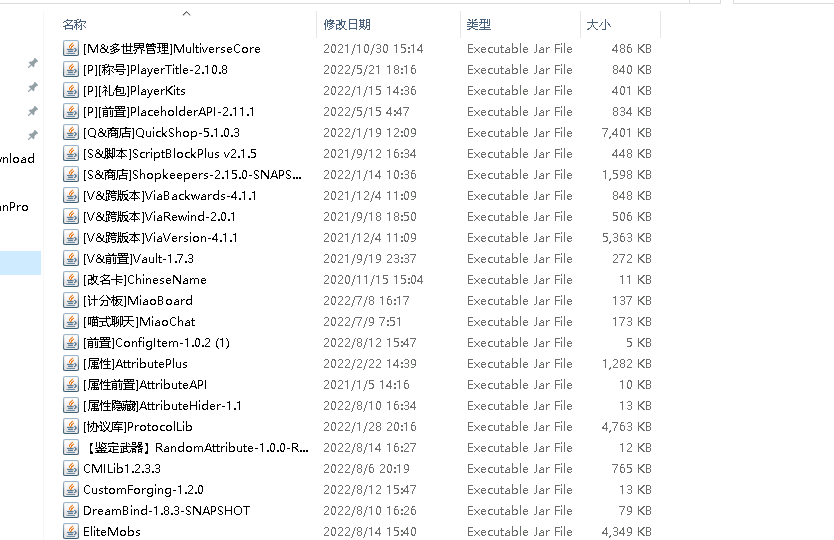 名称 修改日期 类型 大小
[M&多世界管理]MultiverseCore 2021/10/30 15:14 Executable Jar File 486 KB
[P][称号]PlayerTitle-2.10.8 2022/5/21 18:16 Executable Jar File 840 KB
[P][礼包]PlayerKits 2022/1/15 14:36 Executable Jar File 401 KB
[P][前置]PlaceholderAPI-2.11.1 2022/5/15 4:47 Executable Jar File 834 KB
[Q&商店]QuickShop-5.1.0.3 2022/1/19 12:09 Executable Jar File 7,401 KB
[S&脚本]ScriptBlockPlus v2.1.5 2021/9/12 16:34 Executable Jar File 448 KB
nload
[S&商店]Shopkeepers-2.15.0-SNAPS... 2022/1/14 10:36 Executable Jar File 1,598 KB
[V&跨版本]ViaBackwards-4.1.1 2021/12/4 11:09 Executable Jar File 848 KB
nPro
[V&跨版本]ViaRewind-2.0.1 2021/9/18 18:50 Executable Jar File 506 KB
[V&跨版本]ViaVersion-4.1.1 2021/12/4 11:09 Executable Jar File 5,363 KB
[V&前置]Vault-1.7.3 2021/9/19 23:37 Executable Jar File 272 KB
[改名卡]ChineseName 2020/11/15 15:04 Executable Jar File 11 KB
[计分板]MiaoBoard 2022/7/8 16:17 Executable Jar File 137 KB
[喵式聊天]MiaoChat 2022/7/9 7:51 Executable Jar File 173 KB
[前置]ConfigItem-1.0.2 (1) 2022/8/12 15:47 Executable Jar File 5 KB
[属性]AttributePlus 2022/2/22 14:39 Executable Jar File 1,282 KB
[属性前置]AttributeAPI 2021/1/5 14:16 Executable Jar File 10 KB
[属性隐藏]AttributeHider-1.1 2022/8/10 16:34 Executable Jar File 13 KB
[协议库]ProtocolLib 2022/1/28 20:16 Executable Jar File 4,763 KB
【鉴定武器】RandomAttribute-1.0.0-R... 2022/8/14 16:27 Executable Jar File 12 KB
CMILib1.2.3.3 2022/8/6 20:19 Executable Jar File 765 KB
CustomForging-1.2.0 2022/8/12 15:47 Executable Jar File 13 KB
DreamBind-1.8.3-SNAPSHOT 2022/8/10 16:26 Executable Jar File 79 KB
EliteMobs 2022/8/14 15:40 Executable Jar File 4,349 KB